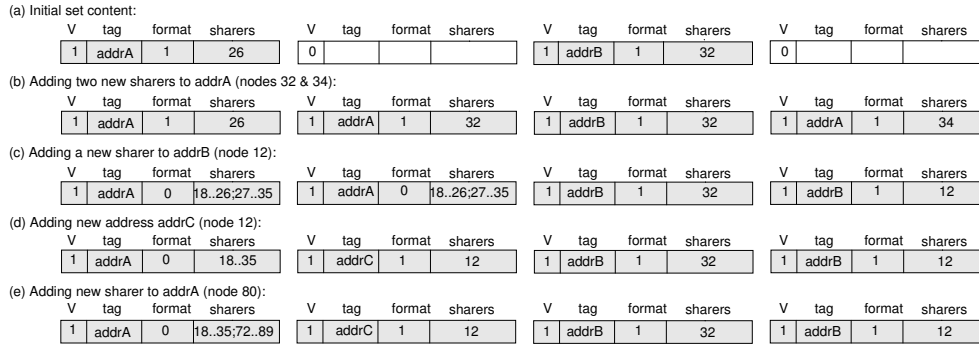 (a) Initial set content:
V tag format sharers V tag format sharers V tag format sharers V tag format sharers
1 addrA 1 26 0 1 addrB 1 32 0
(b) Adding two new sharers to addrA (nodes 32 & 34):
V tag format sharers V tag format sharers V tag format sharers V tag format sharers
1 addrA 1 26 1 addrA 1 32 1 addrB 1 32 1 addrA 1 34
(c) Adding a new sharer to addrB (node 12):
V tag format sharers V tag format sharers V tag format sharers V tag format sharers
1 addrA 0 18..26;27..35 1 addrA 0 18..26;27..35 1 addrB 1 32 1 addrB 1 12
(d) Adding new address addrC (node 12):
V tag format sharers V tag format sharers V tag format sharers V tag format sharers
1 addrA 0 18..35 1 addrC 1 12 1 addrB 1 32 1 addrB 1 12
(e) Adding new sharer to addrA (node 80):
V tag format sharers V tag format sharers V tag format sharers V tag format sharers
1 addrA 0 18..35;72..89 1 addrC 1 12 1 addrB 1 32 1 addrB 1 12